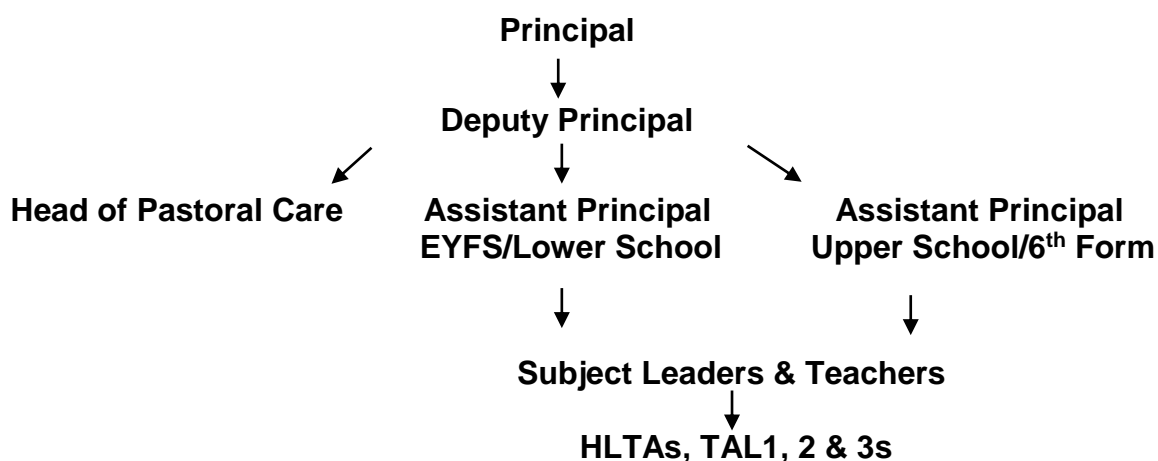 Principal
Deputy Principal
Head of Pastoral Care
Assistant Principal
EYFS/Lower School
Assistant Principal
Upper School/6th Form
Subject Leaders & Teachers
HLTAs, TAL1, 2 & 3s